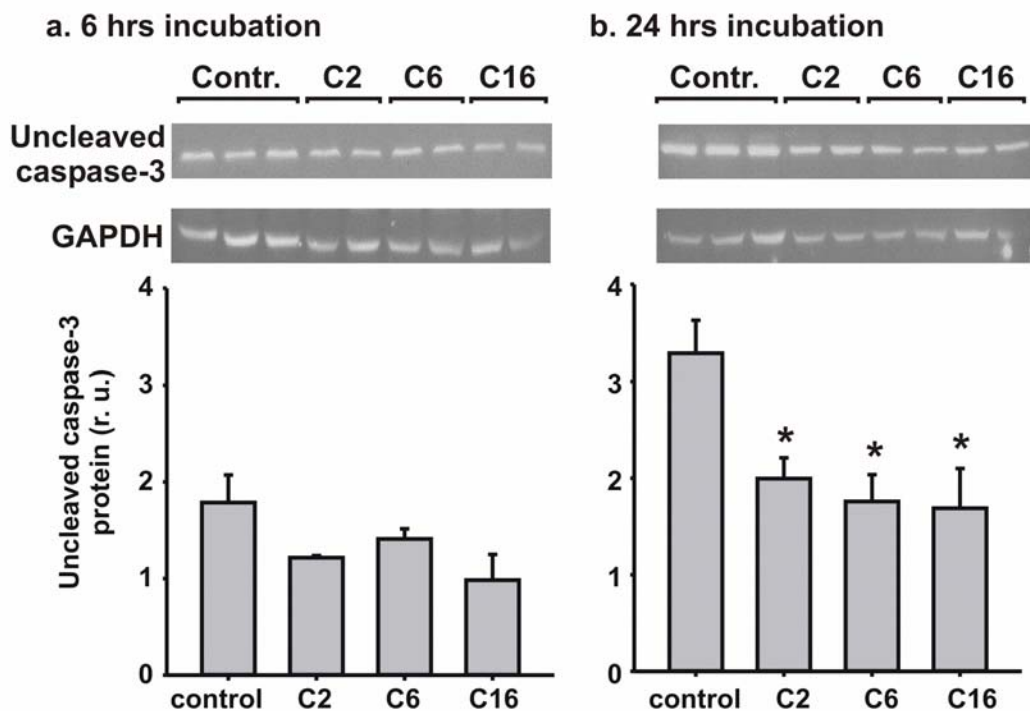 a. 6 hrs incubation
Contr. C2 C6 C16
Uncleaved
caspase-3
GAPDH
Uncleaved caspase-3
protein (r. u.)
4
3
2
1
0
control C2 C6 C16
b. 24 hrs incubation
Contr. C2 C6 C16
4
3
2
1
0
* * *
control C2 C6 C16